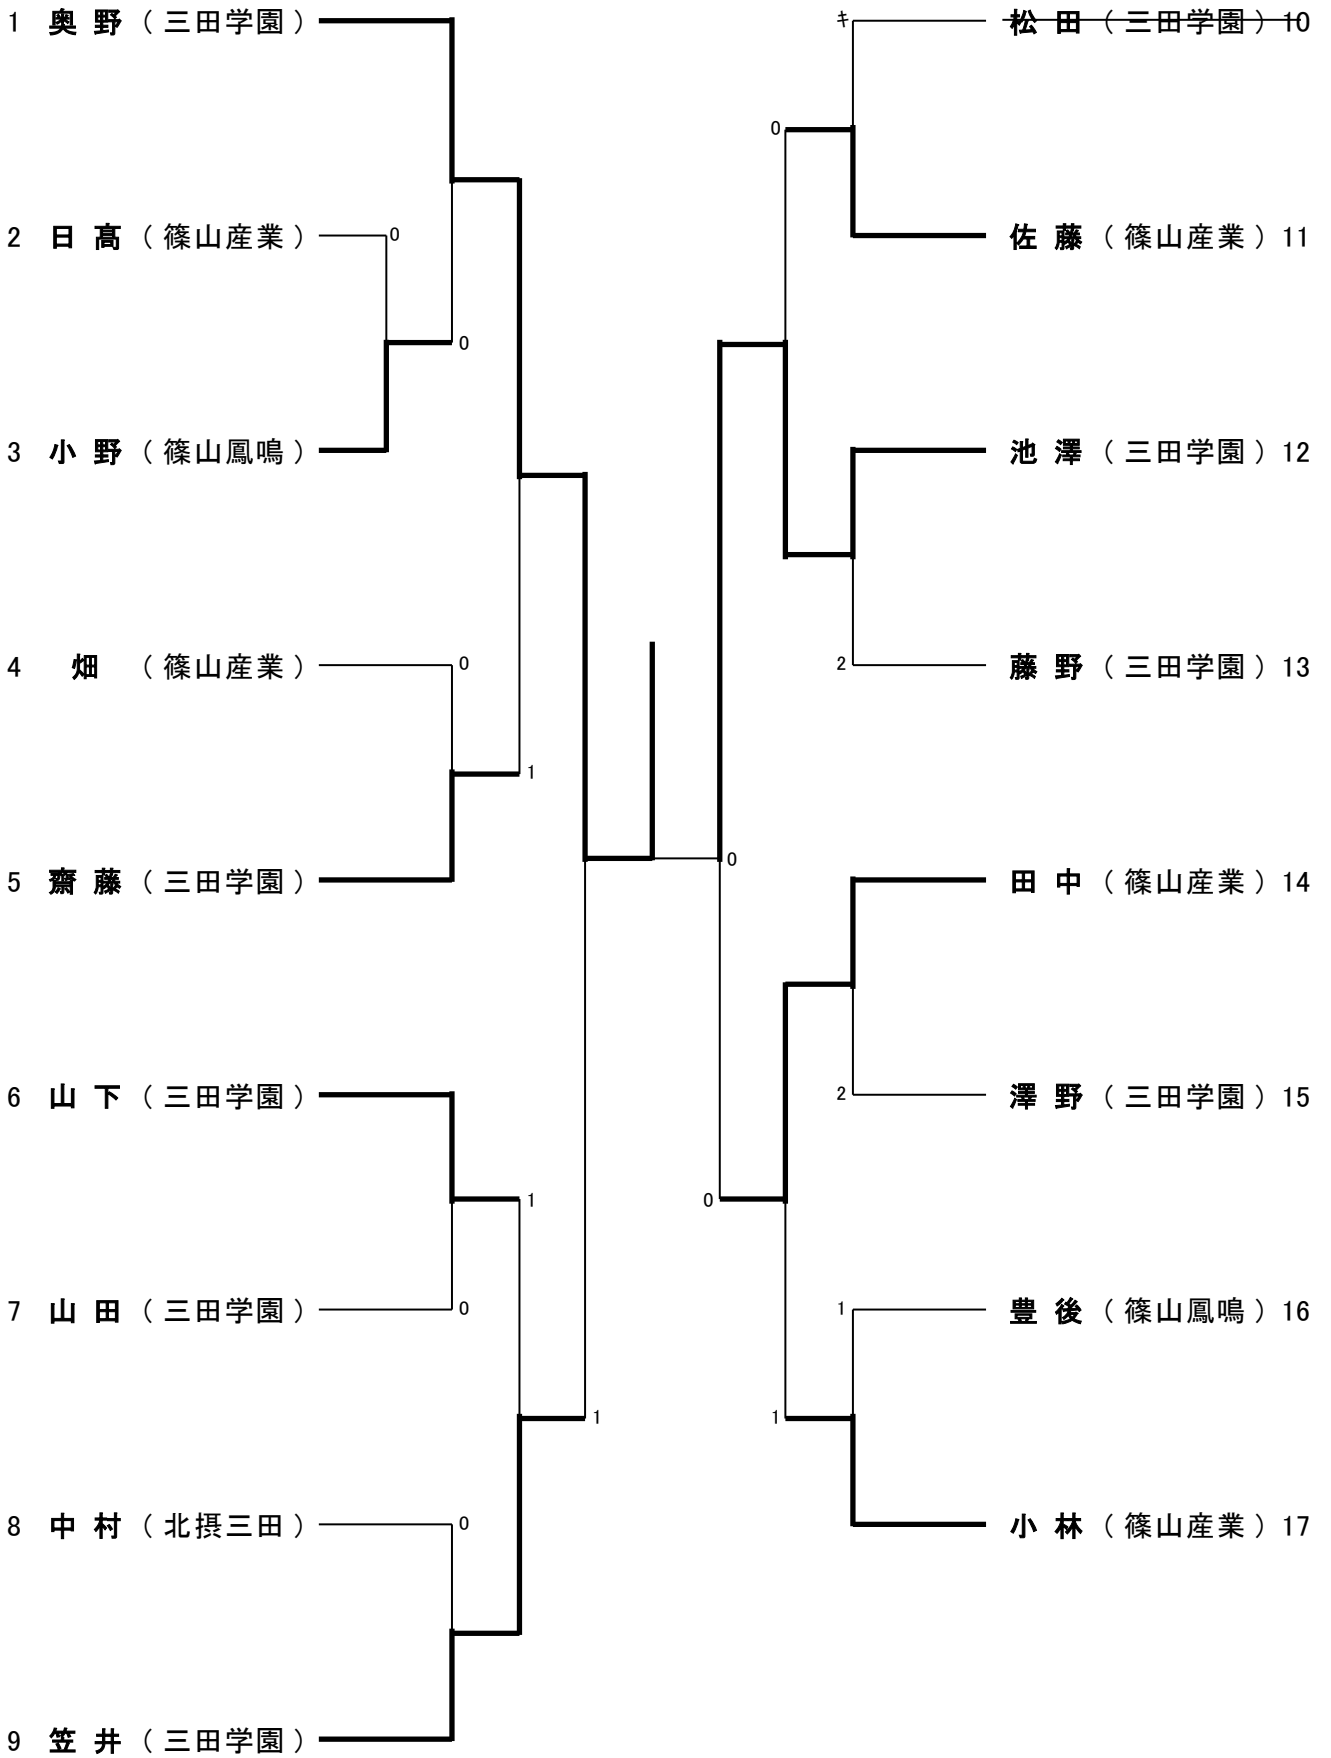 1 奥野（三田学園）
2 日高（篠山産業）
0
0
3 小野（篠山鳳鳴）
4 畑（篠山産業）
0
1
5 齋藤（三田学園）
6 山下（三田学園）
1
7 山田（三田学園）
0
8 中村（北摂三田）
0
1
9 笠井（三田学園）
0
キ
松田（三田学園）10
0
佐藤（篠山産業）11
池澤（三田学園）12
2
藤野（三田学園）13
田中（篠山産業）14
2
澤野（三田学園）15
0
1
豊後（篠山鳳鳴）16
1
小林（篠山産業）17